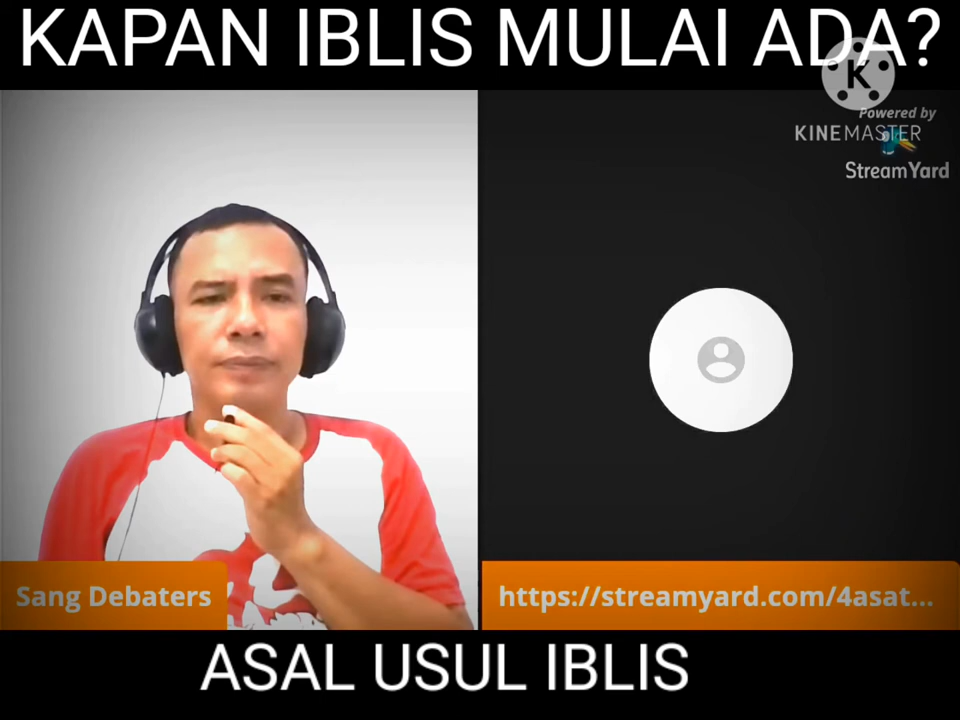 KAPAN IBLIS MULAI ADA?
K
Powered by
KINEMASTER
StreamYard
Sang Debaters
https://streamyard.com/4asat...
ASAL USUL IBLIS